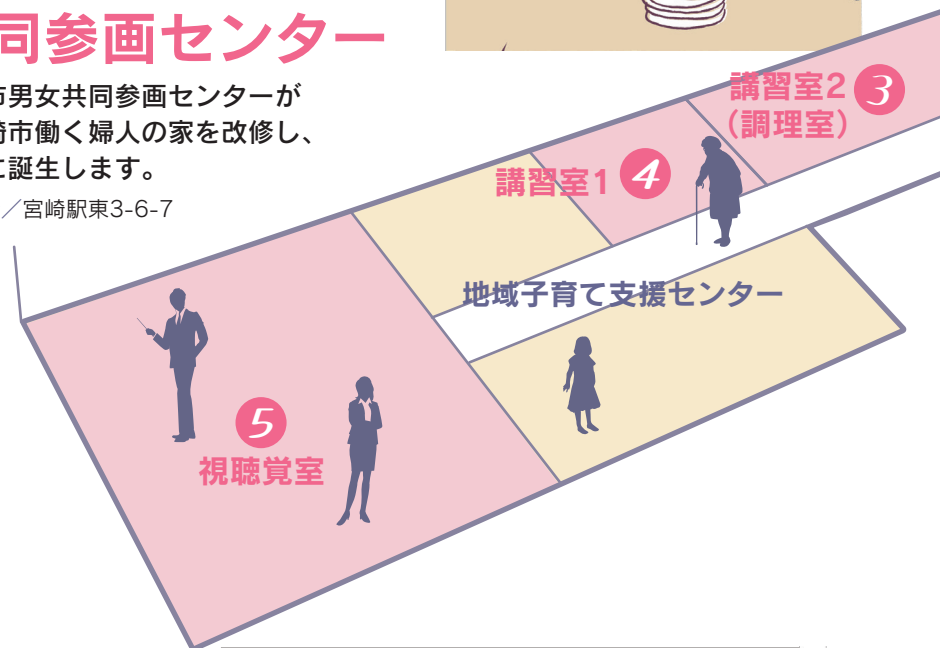 同参画センター
市男女共同参画センターが
崎市働く婦人の家を改修し、
に誕生します。
／宮崎駅東3-6-7
講習室2 3
（調理室）
講習室1 4
地域子育て支援センター
5
視聴覚室